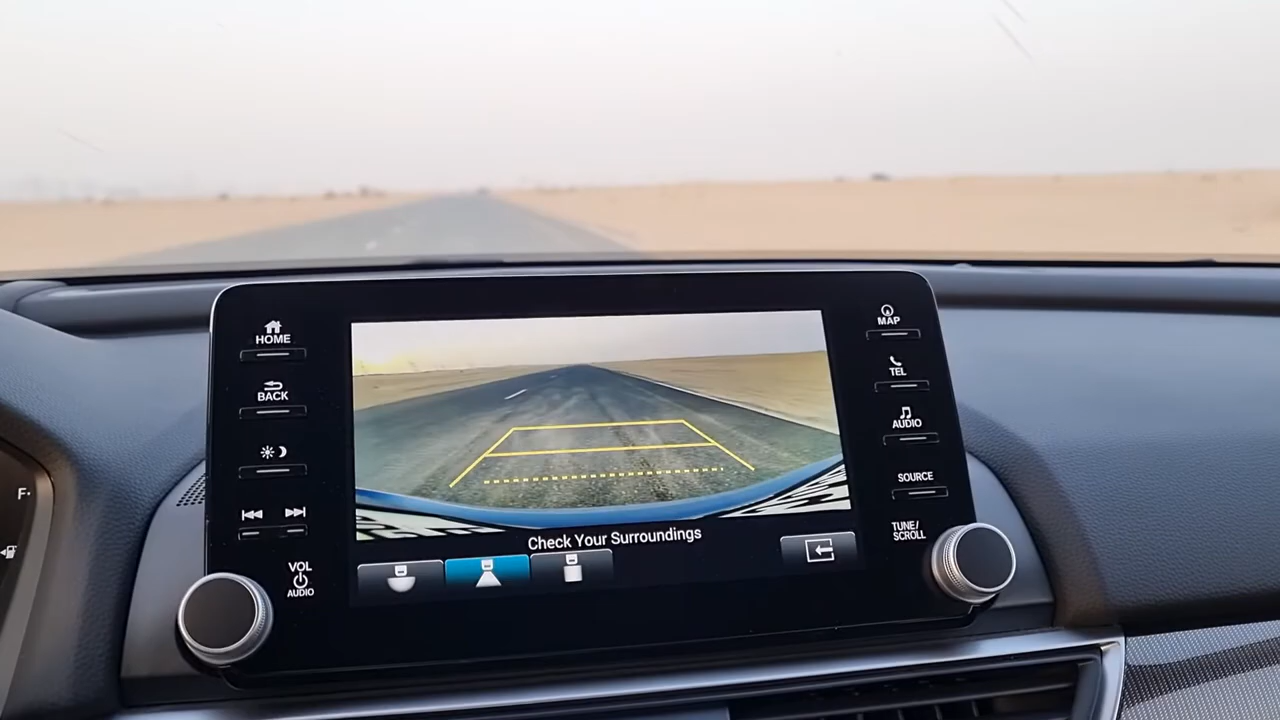 HOME
BACK
VOL
AUDIO
Check Your Surroundings
MAP
TEL
AUDIO
SOURCE
TUNE/
SCROLL
F